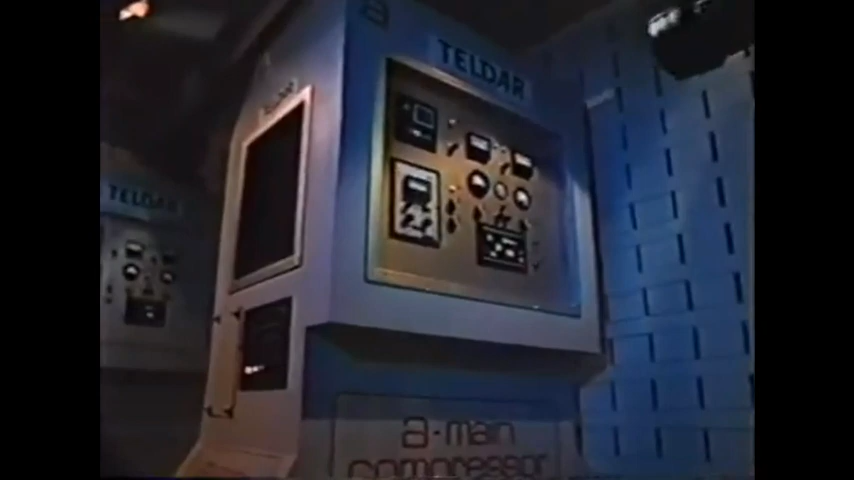 a
TELDAR
TELDAR
a-main
compressor